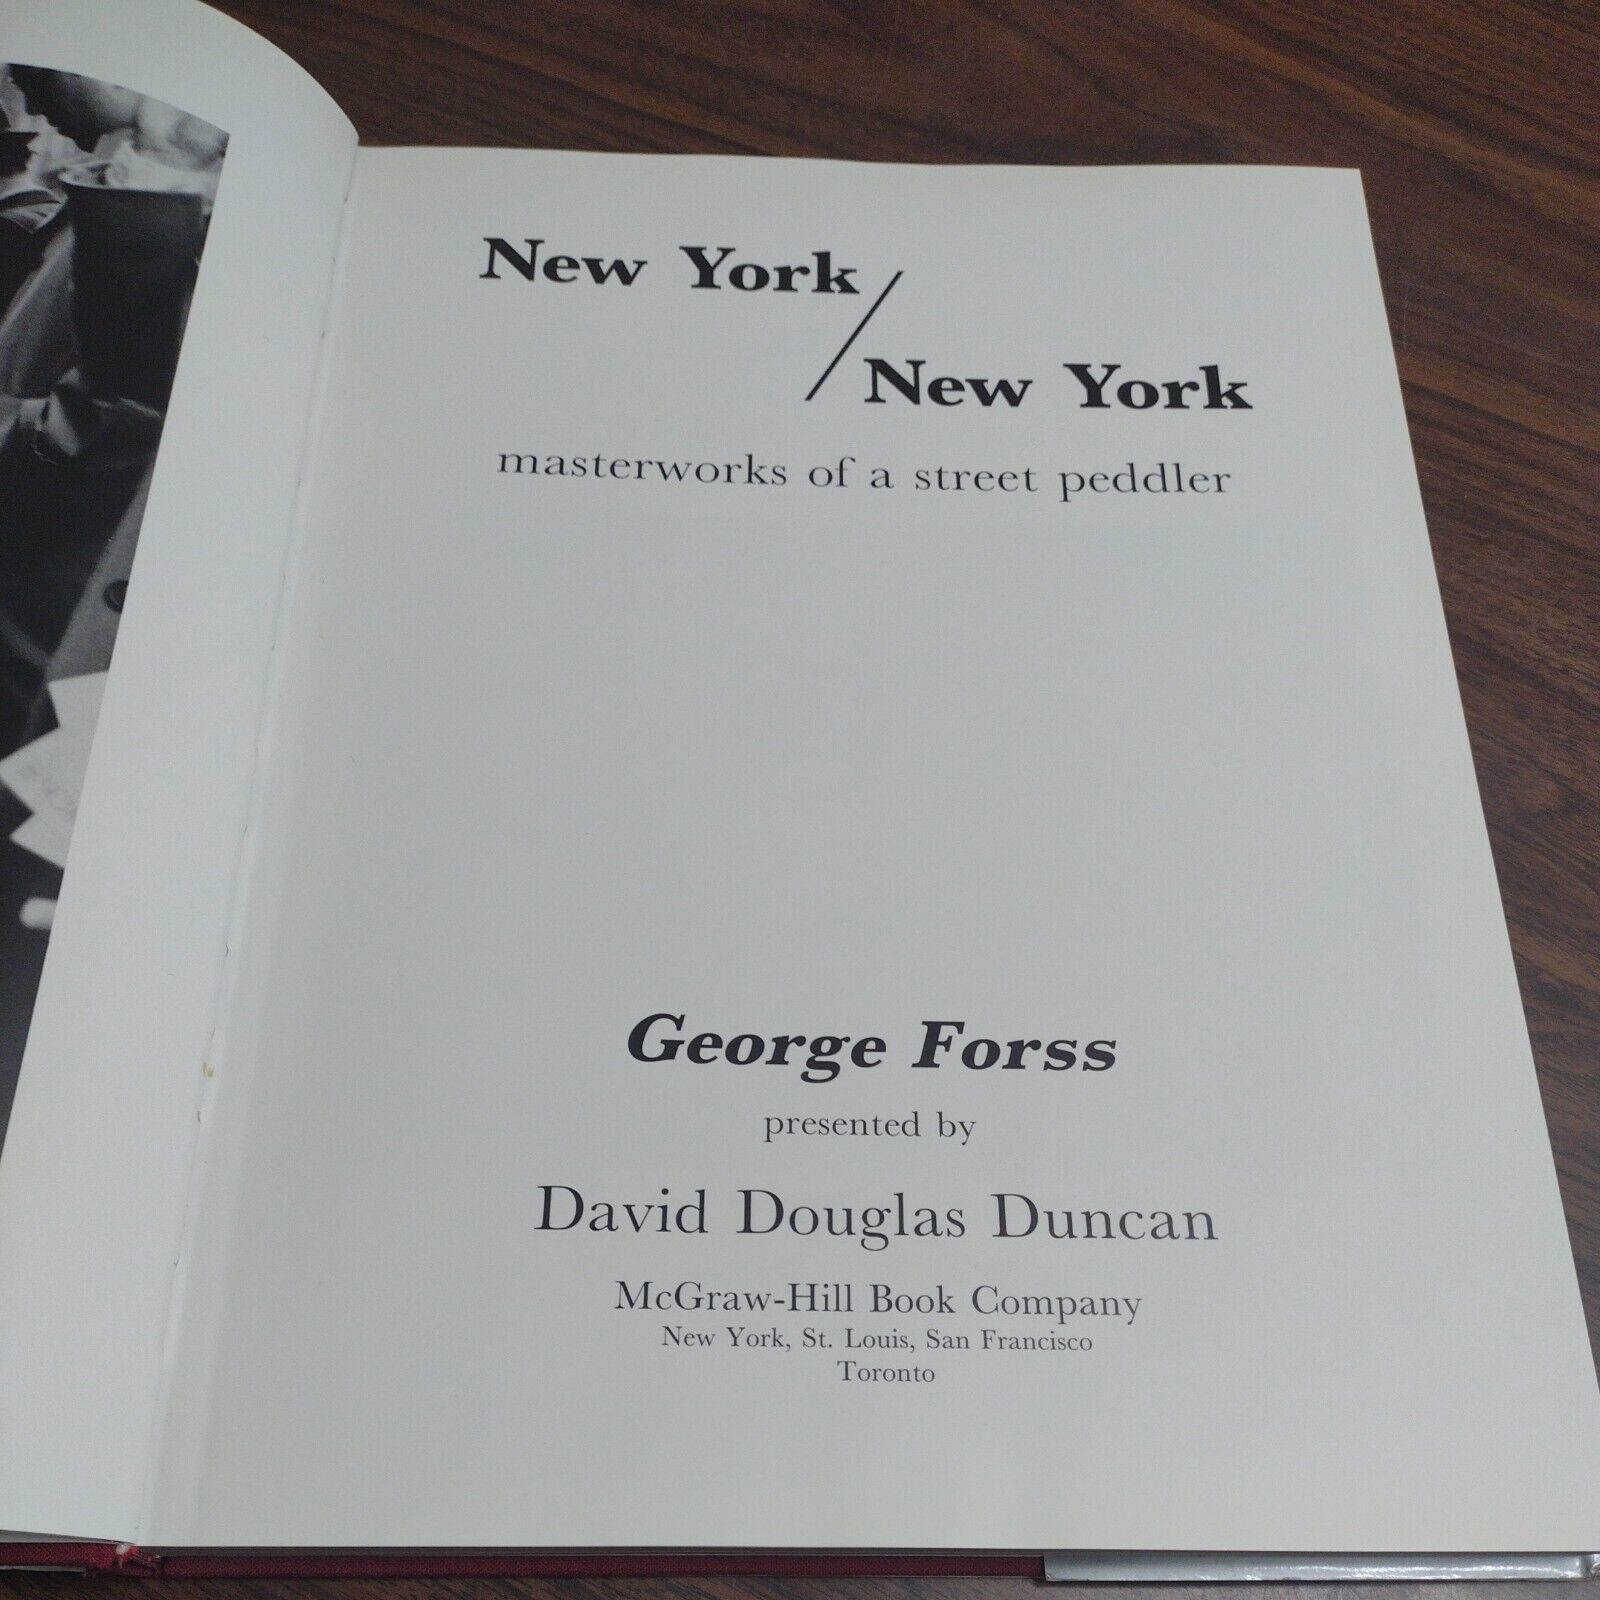 New York /
New York
masterworks of a street peddler
George Forss
presented by
David Douglas Duncan
McGraw-Hill Book Company
New York, St. Louis, San Francisco
Toronto